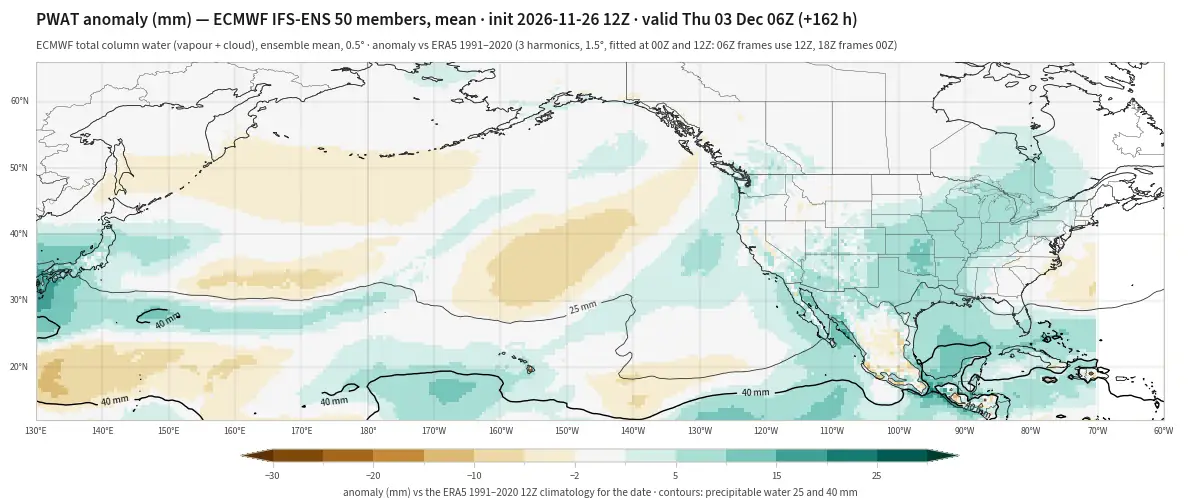 PWAT anomaly (mm) — ECMWF IFS-ENS 50 members, mean · init 2026-11-26 12Z · valid Thu 03 Dec 06Z (+162 h)
ECMWF total column water (vapour + cloud), ensemble mean, 0.5° · anomaly vs ERA5 1991–2020 (3 harmonics, 1.5°, fitted at 00Z and 12Z: 06Z frames use 12Z, 18Z frames 00Z)
60°N
50°N
40°N
30°N
20°N
25 mm
40 mm
40 mm
40 mm
40 mm
130°E 140°E 150°E 160°E 170°E 180° 170°W 160°W 150°W 140°W 130°W 120°W 110°W 100°W 90°W 80°W 70°W 60°W
−30 −20 −10 −2 5 15 25
anomaly (mm) vs the ERA5 1991–2020 12Z climatology for the date · contours: precipitable water 25 and 40 mm